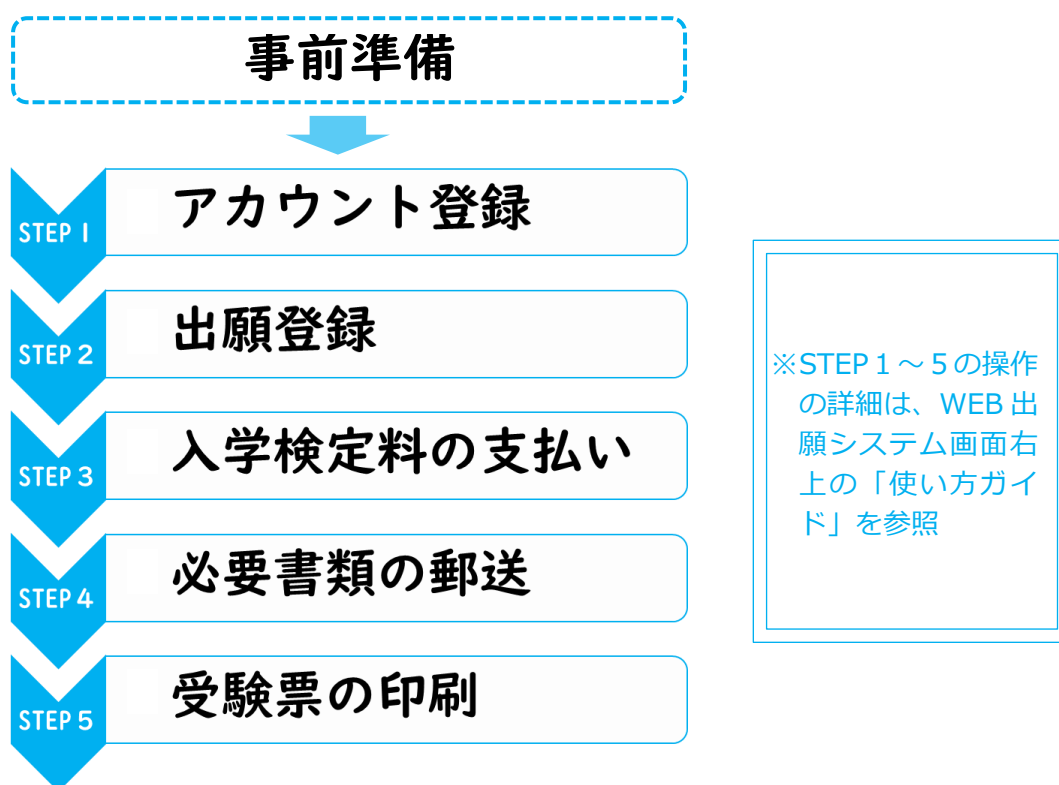 事前準備
STEP 1
アカウント登録
STEP 2
出願登録
STEP 3
入学検定料の支払い
STEP 4
必要書類の郵送
STEP 5
受験票の印刷
※STEP１～５の操作
の詳細は、WEB 出
願システム画面右
上の「使い方ガイ
ド」を参照